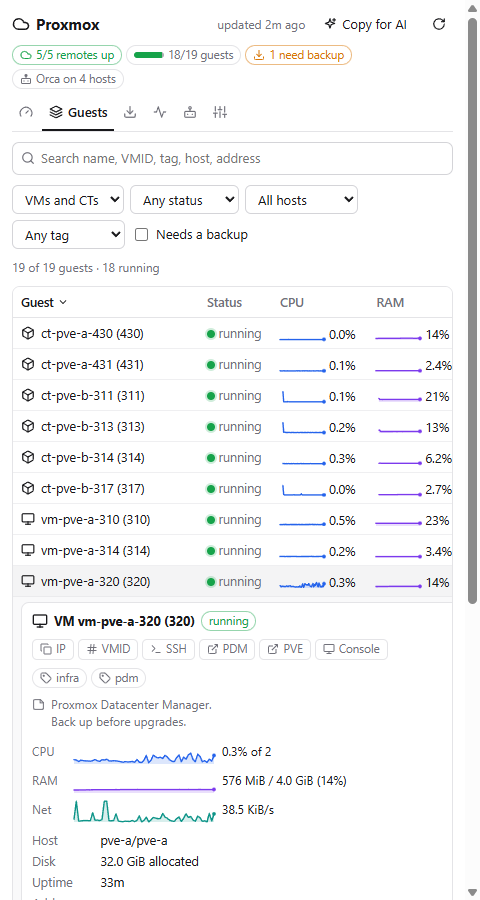 Proxmox updated 2m ago Copy for AI
5/5 remotes up 18/19 guests 1 need backup
Orca on 4 hosts
Guests
Search name, VMID, tag, host, address
VMs and CTs Any status All hosts
Any tag Needs a backup
19 of 19 guests · 18 running
Guest Status CPU RAM
ct-pve-a-430 (430) running 0.0% 14%
ct-pve-a-431 (431) running 0.1% 2.4%
ct-pve-b-311 (311) running 0.1% 21%
ct-pve-b-313 (313) running 0.2% 13%
ct-pve-b-314 (314) running 0.3% 6.2%
ct-pve-b-317 (317) running 0.0% 2.7%
vm-pve-a-310 (310) running 0.5% 23%
vm-pve-a-314 (314) running 0.2% 3.4%
vm-pve-a-320 (320) running 0.3% 14%
VM vm-pve-a-320 (320) running
IP VMID SSH PDM PVE Console
infra pdm
Proxmox Datacenter Manager.
Back up before upgrades.
CPU 0.3% of 2
RAM 576 MiB / 4.0 GiB (14%)
Net 38.5 KiB/s
Host pve-a/pve-a
Disk 32.0 GiB allocated
Uptime 33m